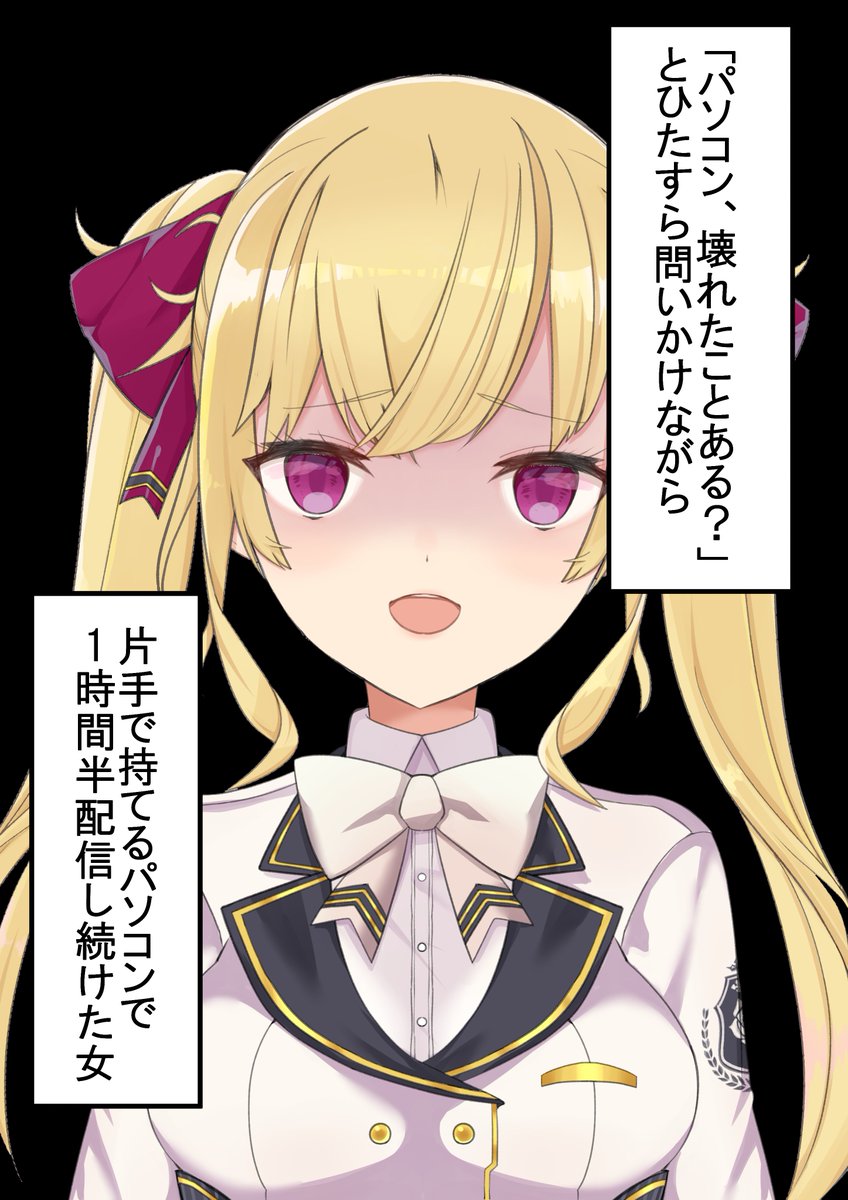 「パソコン、壊れたことある？」
とひたすら問いかけながら
片手で持てるパソコンで
１時間半配信し続けた女